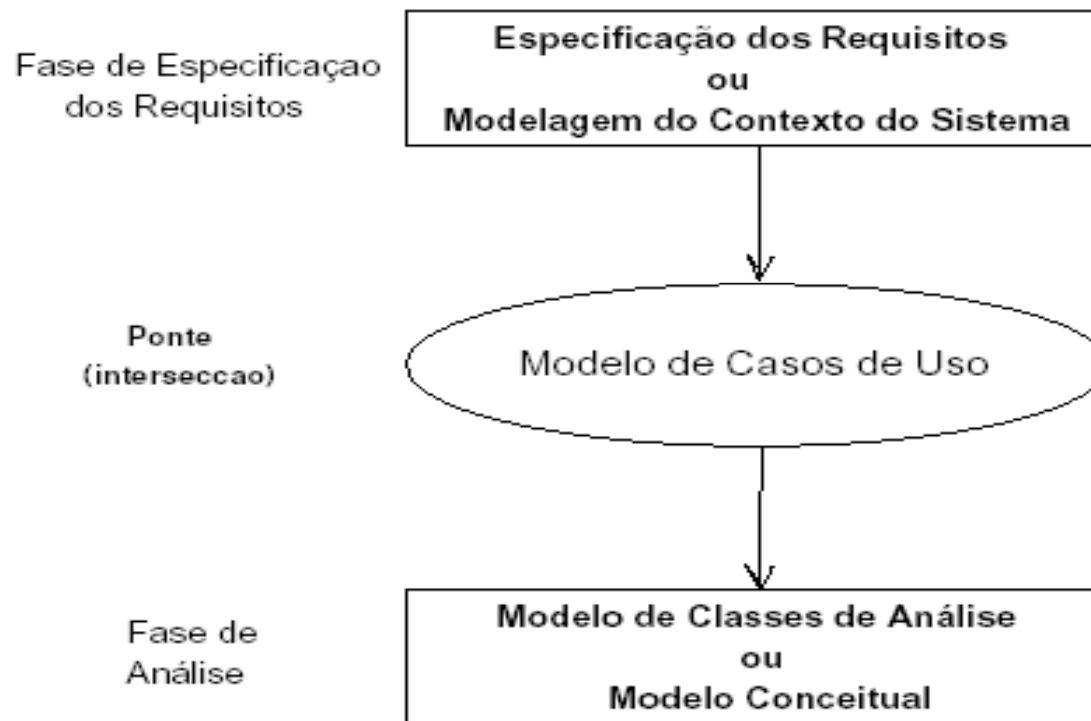 Fase de Especificaçao
dos Requisitos
Especificação dos Requisitos
ou
Modelagem do Contexto do Sistema
Ponte
(interseccao)
Modelo de Casos de Uso
Fase de
Análise
Modelo de Classes de Análise
ou
Modelo Conceitual